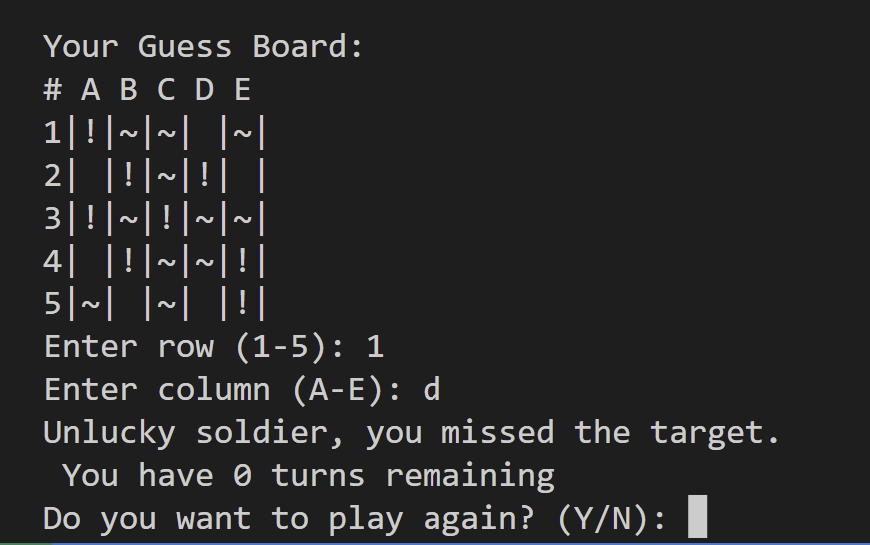 Your Guess Board:
# A B C D E
1|!|~|~| |~|
2| |!|~|!| |
3|!|~|!|~|~|
4| |!|~|~|!|
5|~| |~| |!|
Enter row (1-5): 1
Enter column (A-E): d
Unlucky soldier, you missed the target.
 You have 0 turns remaining
Do you want to play again? (Y/N):